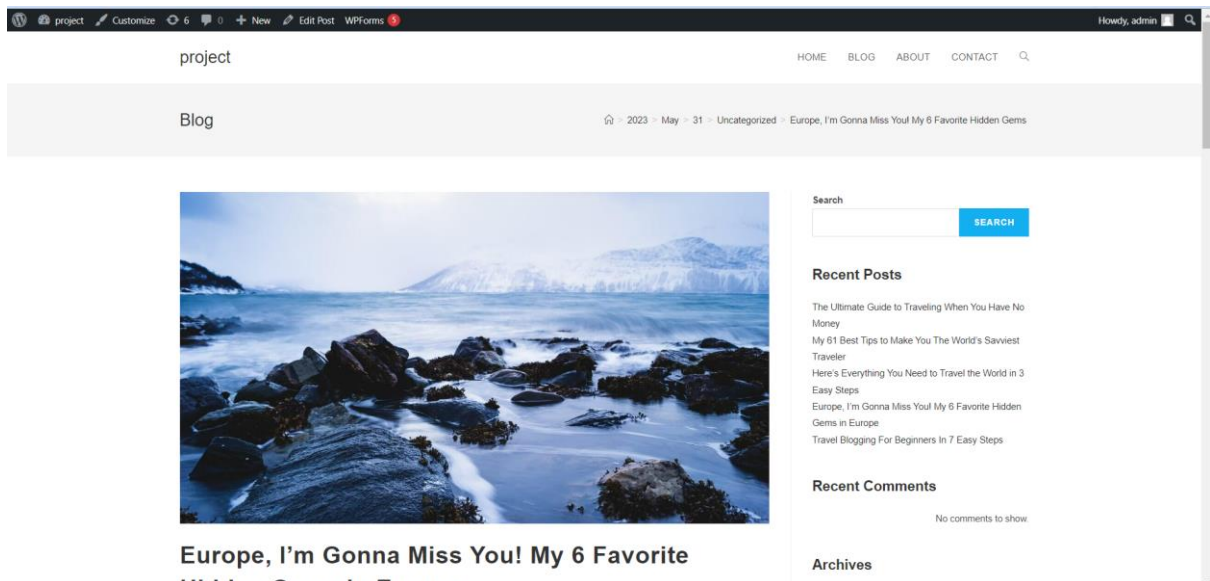 project Customize 6 0 New Edit Post WPForms 5 Howdy, admin
project HOME BLOG ABOUT CONTACT
Blog > 2023 > May > 31 > Uncategorized > Europe, I'm Gonna Miss You! My 6 Favorite Hidden Gems
Europe, I'm Gonna Miss You! My 6 Favorite
Search
SEARCH
Recent Posts
The Ultimate Guide to Traveling When You Have No
Money
My 61 Best Tips to Make You The World's Savviest
Traveler
Here's Everything You Need to Travel the World in 3
Easy Steps
Europe, I'm Gonna Miss You! My 6 Favorite Hidden
Gems in Europe
Travel Blogging For Beginners In 7 Easy Steps
Recent Comments
No comments to show.
Archives